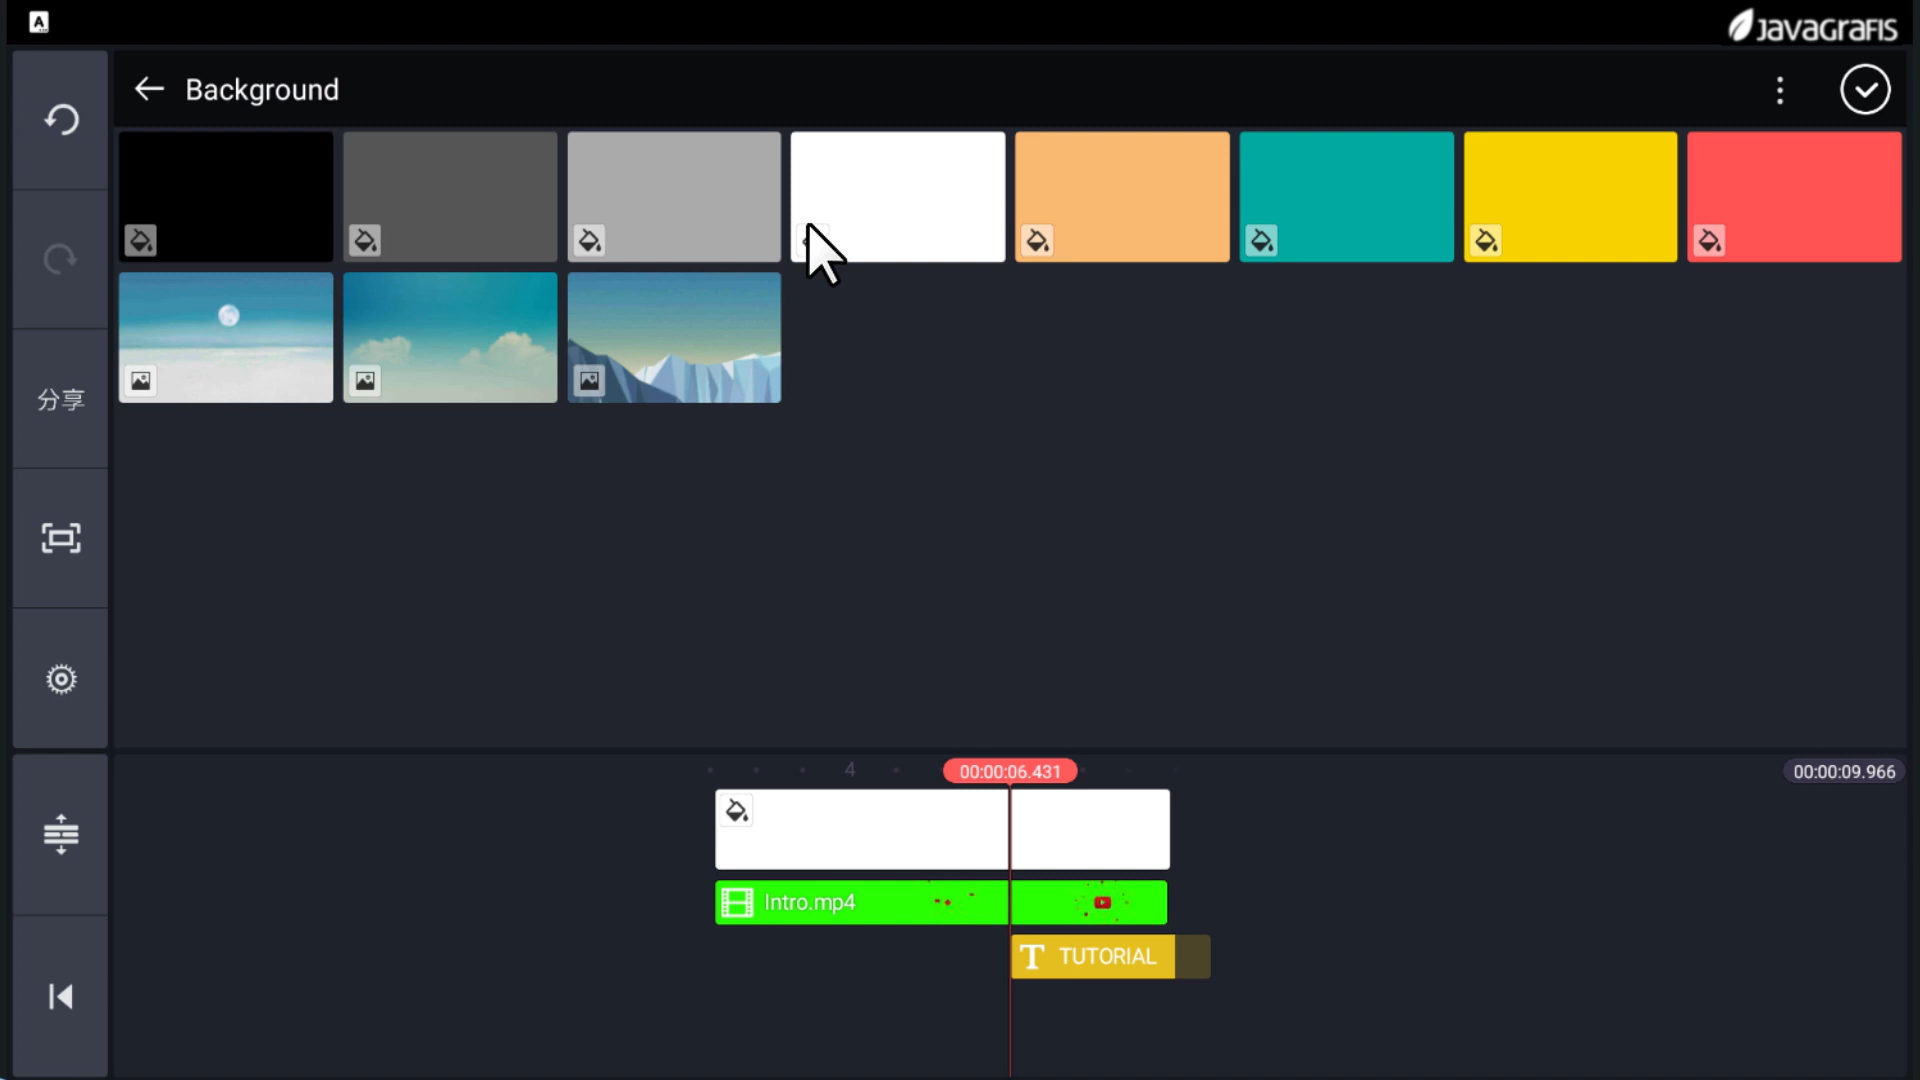 A
JAVAGRAFIS
Background
分享
4
00:00:06.431
00:00:09.966
Intro.mp4
T TUTORIAL